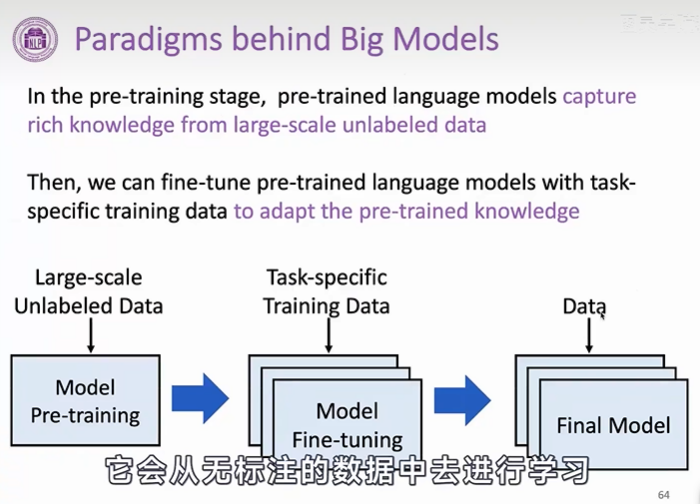 NLP
Paradigms behind Big Models
In the pre-training stage, pre-trained language models capture
rich knowledge from large-scale unlabeled data
Then, we can fine-tune pre-trained language models with task-
specific training data to adapt the pre-trained knowledge
Large-scale
Unlabeled Data
Task-specific
Training Data
Data
Model
Pre-training
Model
Fine-tuning
Final Model
它会从无标注的数据中去进行学习
64